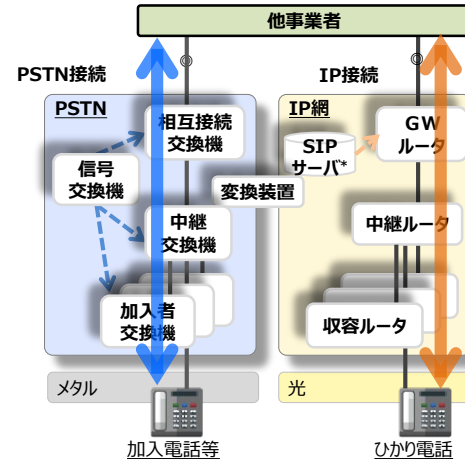 他事業者
PSTN接続
IP接続
PSTN
IP網
相互接続
交換機
GW
ルータ
SIP
サーバ*
信号
交換機
変換装置
中継
交換機
中継ルータ
加入者
交換機
収容ルータ
メタル
光
加入電話等
ひかり電話